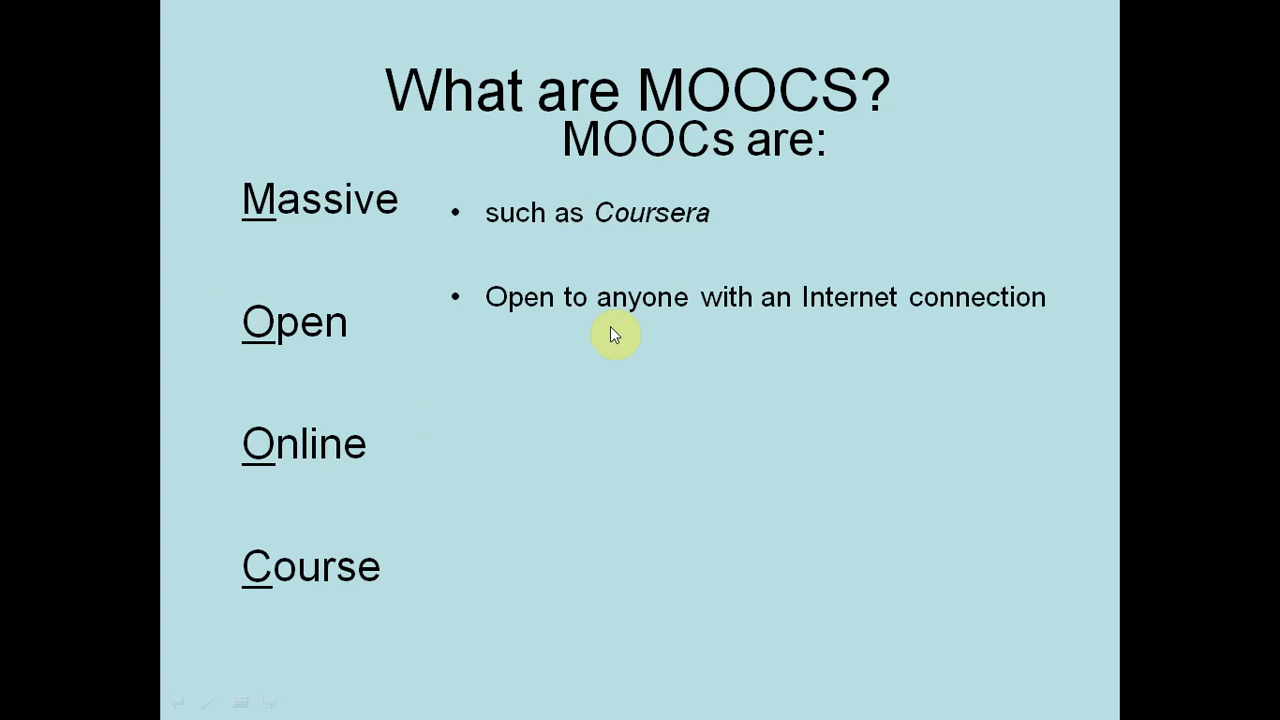 What are MOOCS?
MOOCs are:
Massive
• such as Coursera
Open
• Open to anyone with an Internet connection
Online
Course